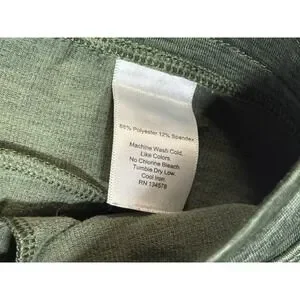 88% Polyester 12% Spandex
Machine Wash Cold.
Like Colors.
No Chlorine Bleach
Tumble Dry Low.
Cool Iron.
RN 134578